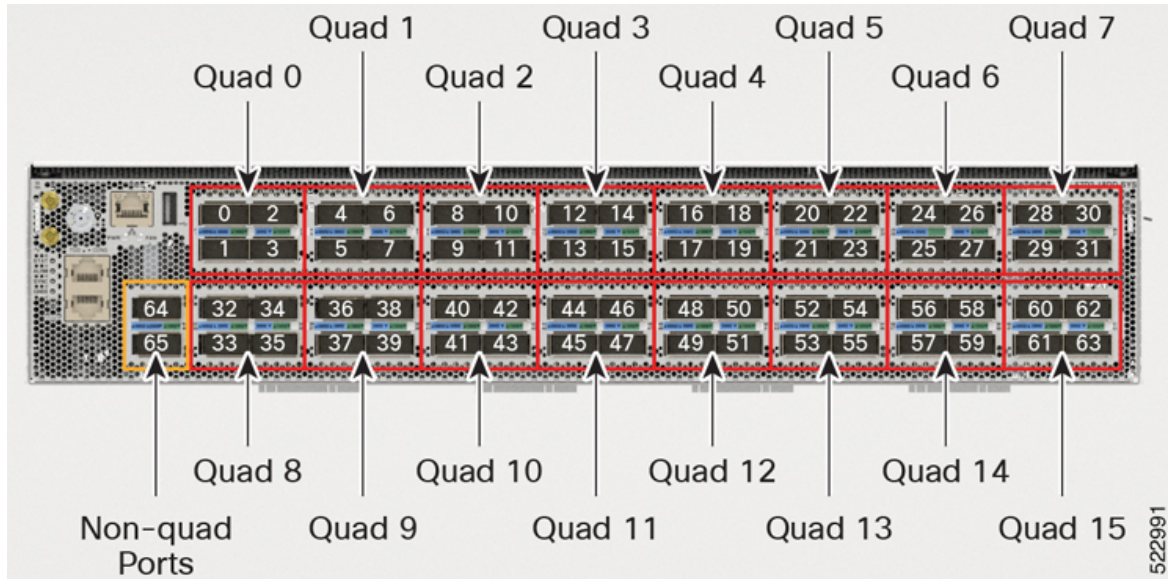 Quad 1 Quad 3 Quad 5 Quad 7
Quad 0 Quad 2 Quad 4 Quad 6
0 2 4 6 8 10 12 14 16 18 20 22 24 26 28 30
1 3 5 7 9 11 13 15 17 19 21 23 25 27 29 31
64 32 34 36 38 40 42 44 46 48 50 52 54 56 58 60 62
65 33 35 37 39 41 43 45 47 49 51 53 55 57 59 61 63
Quad 8 Quad 10 Quad 12 Quad 14
Non-quad Quad 9 Quad 11 Quad 13 Quad 15
Ports
522991